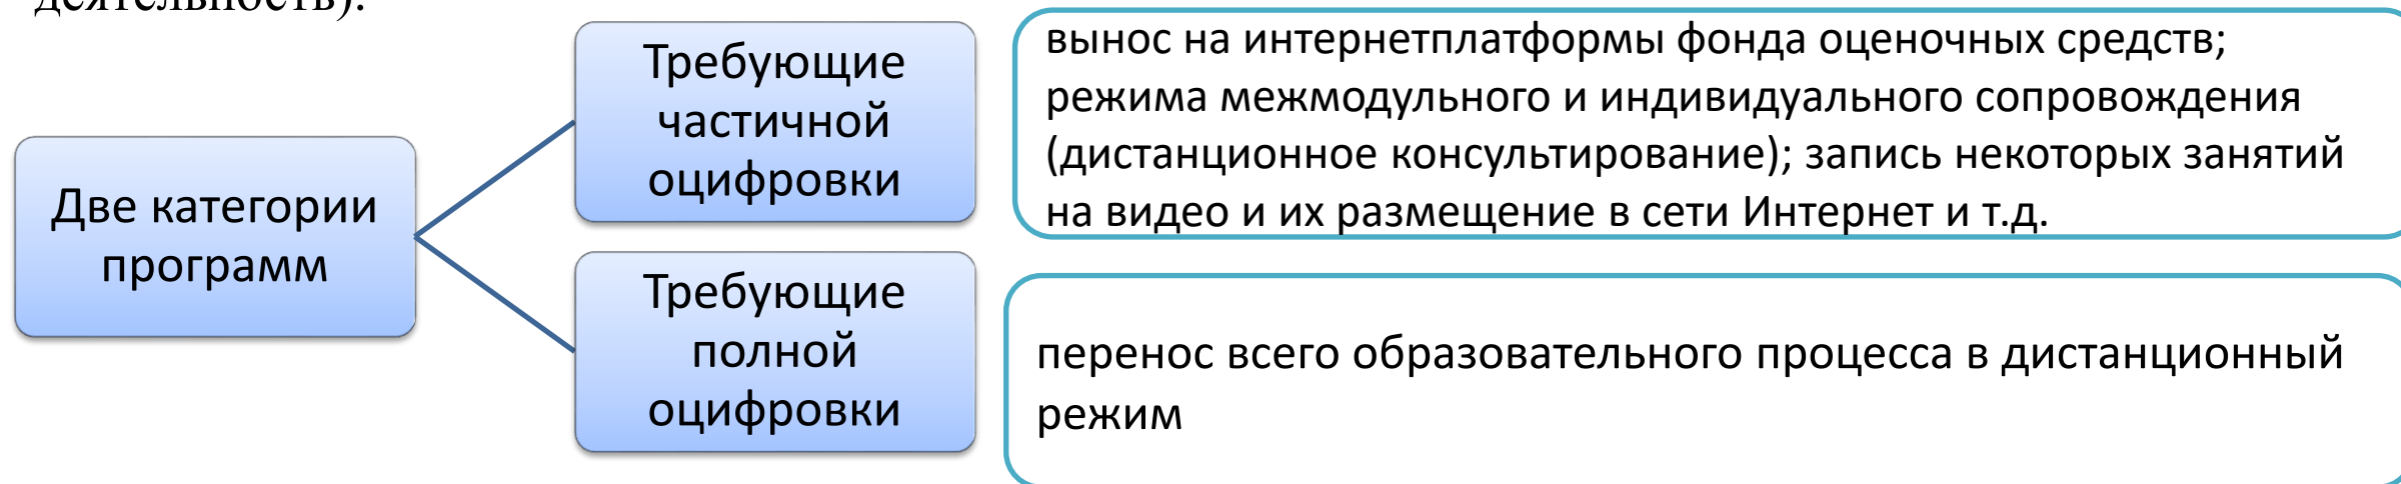 деятельность).
Две категории
программ
Требующие
частичной
оцифровки
вынос на интернетплатформы фонда оценочных средств;
режима межмодульного и индивидуального сопровождения
(дистанционное консультирование); запись некоторых занятий
на видео и их размещение в сети Интернет и т.д.
Требующие
полной
оцифровки
перенос всего образовательного процесса в дистанционный
режим